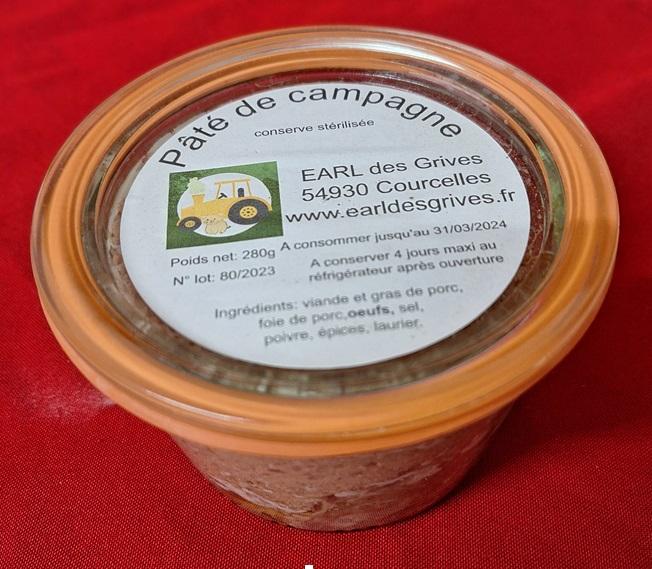 Pâté de campagne
conserve stérilisée
EARL des Grives
54930 Courcelles
www.earldesgrives.fr
Poids net: 280g
N° lot: 80/2023
A consommer jusqu'au 31/03/2024
A conserver 4 jours maxi au
réfrigérateur après ouverture
Ingrédients: viande et gras de porc,
foie de porc,oeufs, sel,
poivre, épices, laurier.